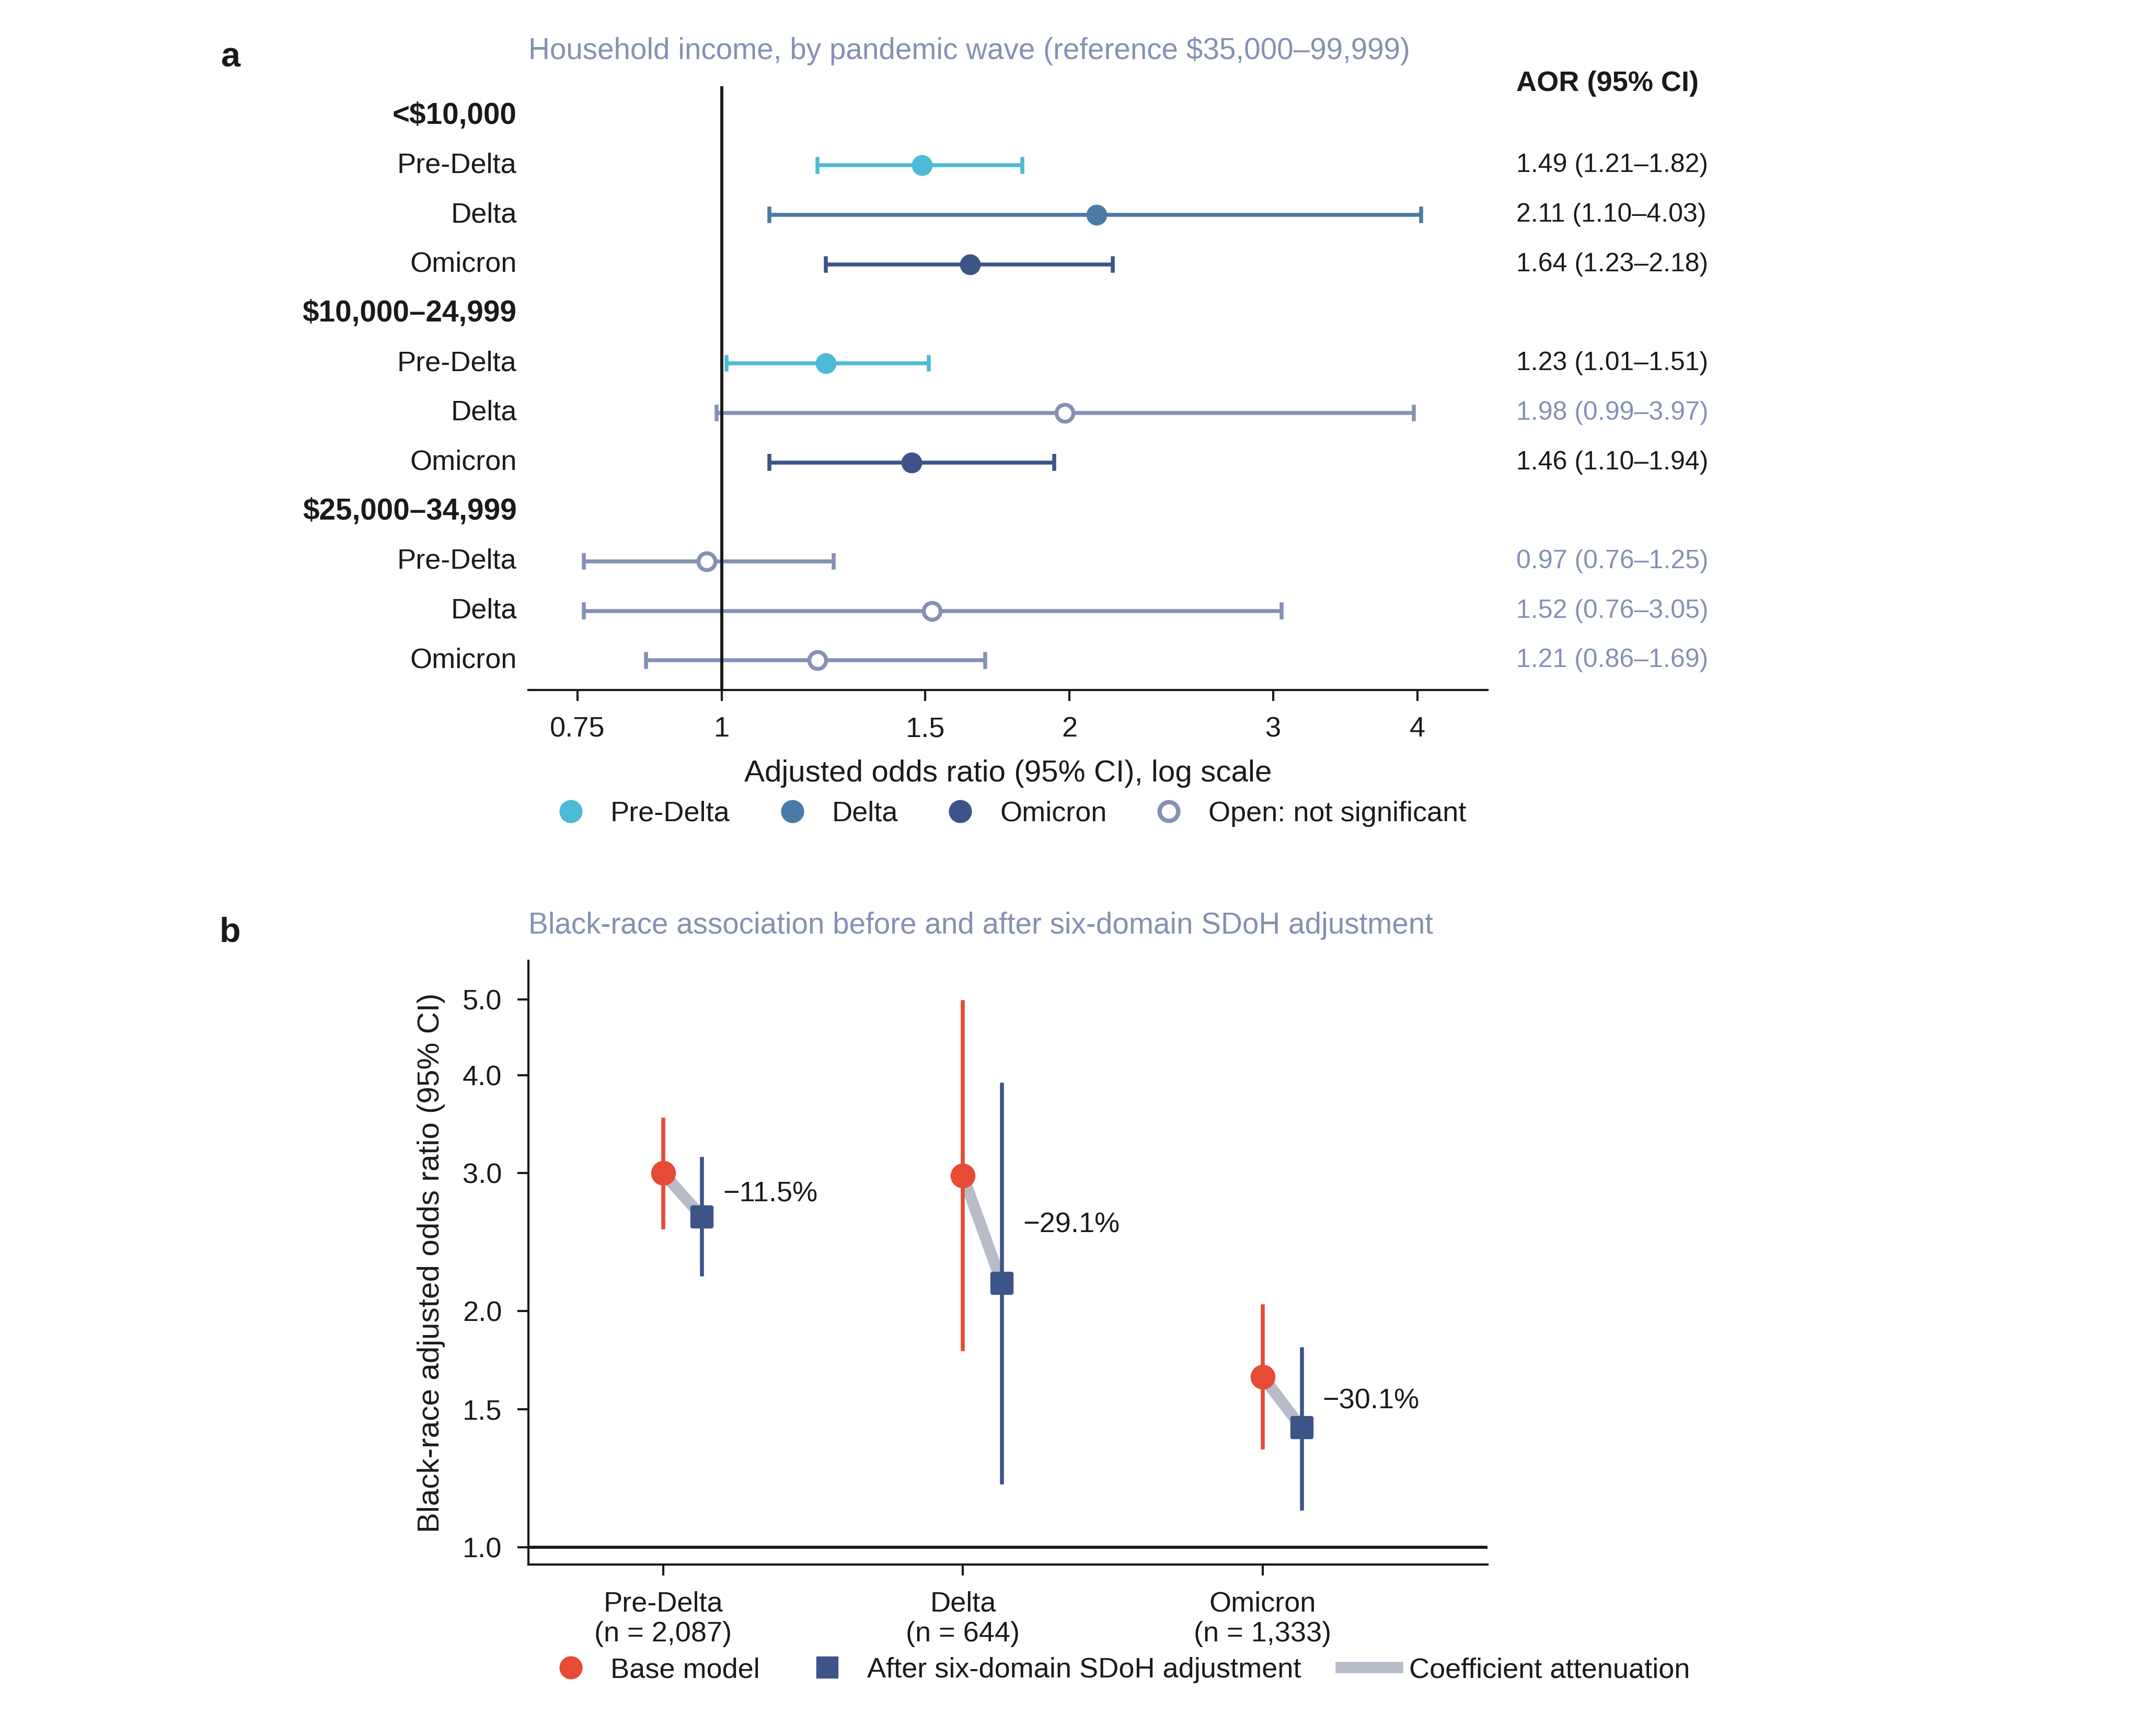 a
Household income, by pandemic wave (reference $35,000–99,999)
AOR (95% CI)
<$10,000
Pre-Delta 1.49 (1.21–1.82)
Delta 2.11 (1.10–4.03)
Omicron 1.64 (1.23–2.18)
$10,000–24,999
Pre-Delta 1.23 (1.01–1.51)
Delta 1.98 (0.99–3.97)
Omicron 1.46 (1.10–1.94)
$25,000–34,999
Pre-Delta 0.97 (0.76–1.25)
Delta 1.52 (0.76–3.05)
Omicron 1.21 (0.86–1.69)
0.75 1 1.5 2 3 4
Adjusted odds ratio (95% CI), log scale
Pre-Delta Delta Omicron Open: not significant
b
Black-race association before and after six-domain SDoH adjustment
Black-race adjusted odds ratio (95% CI)
5.0
4.0
3.0
2.0
1.5
1.0
−11.5%
−29.1%
−30.1%
Pre-Delta Delta Omicron
(n = 2,087) (n = 644) (n = 1,333)
Base model After six-domain SDoH adjustment Coefficient attenuation